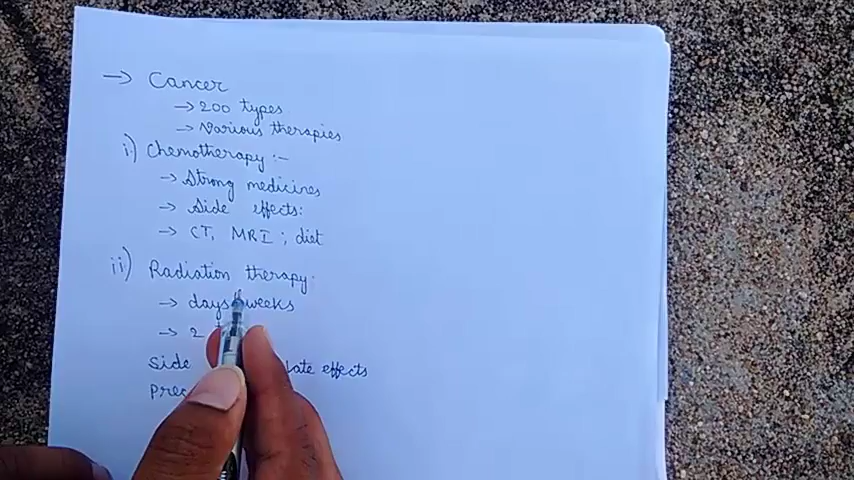 → Cancer
→ 200 types
→ Various therapies
i.) Chemotherapy :-
→ Strong medicines
→ Side effects:
→ CT, MRI ; diet
ii) Radiation therapy:
→ days weeks
→ 2
Side late effects